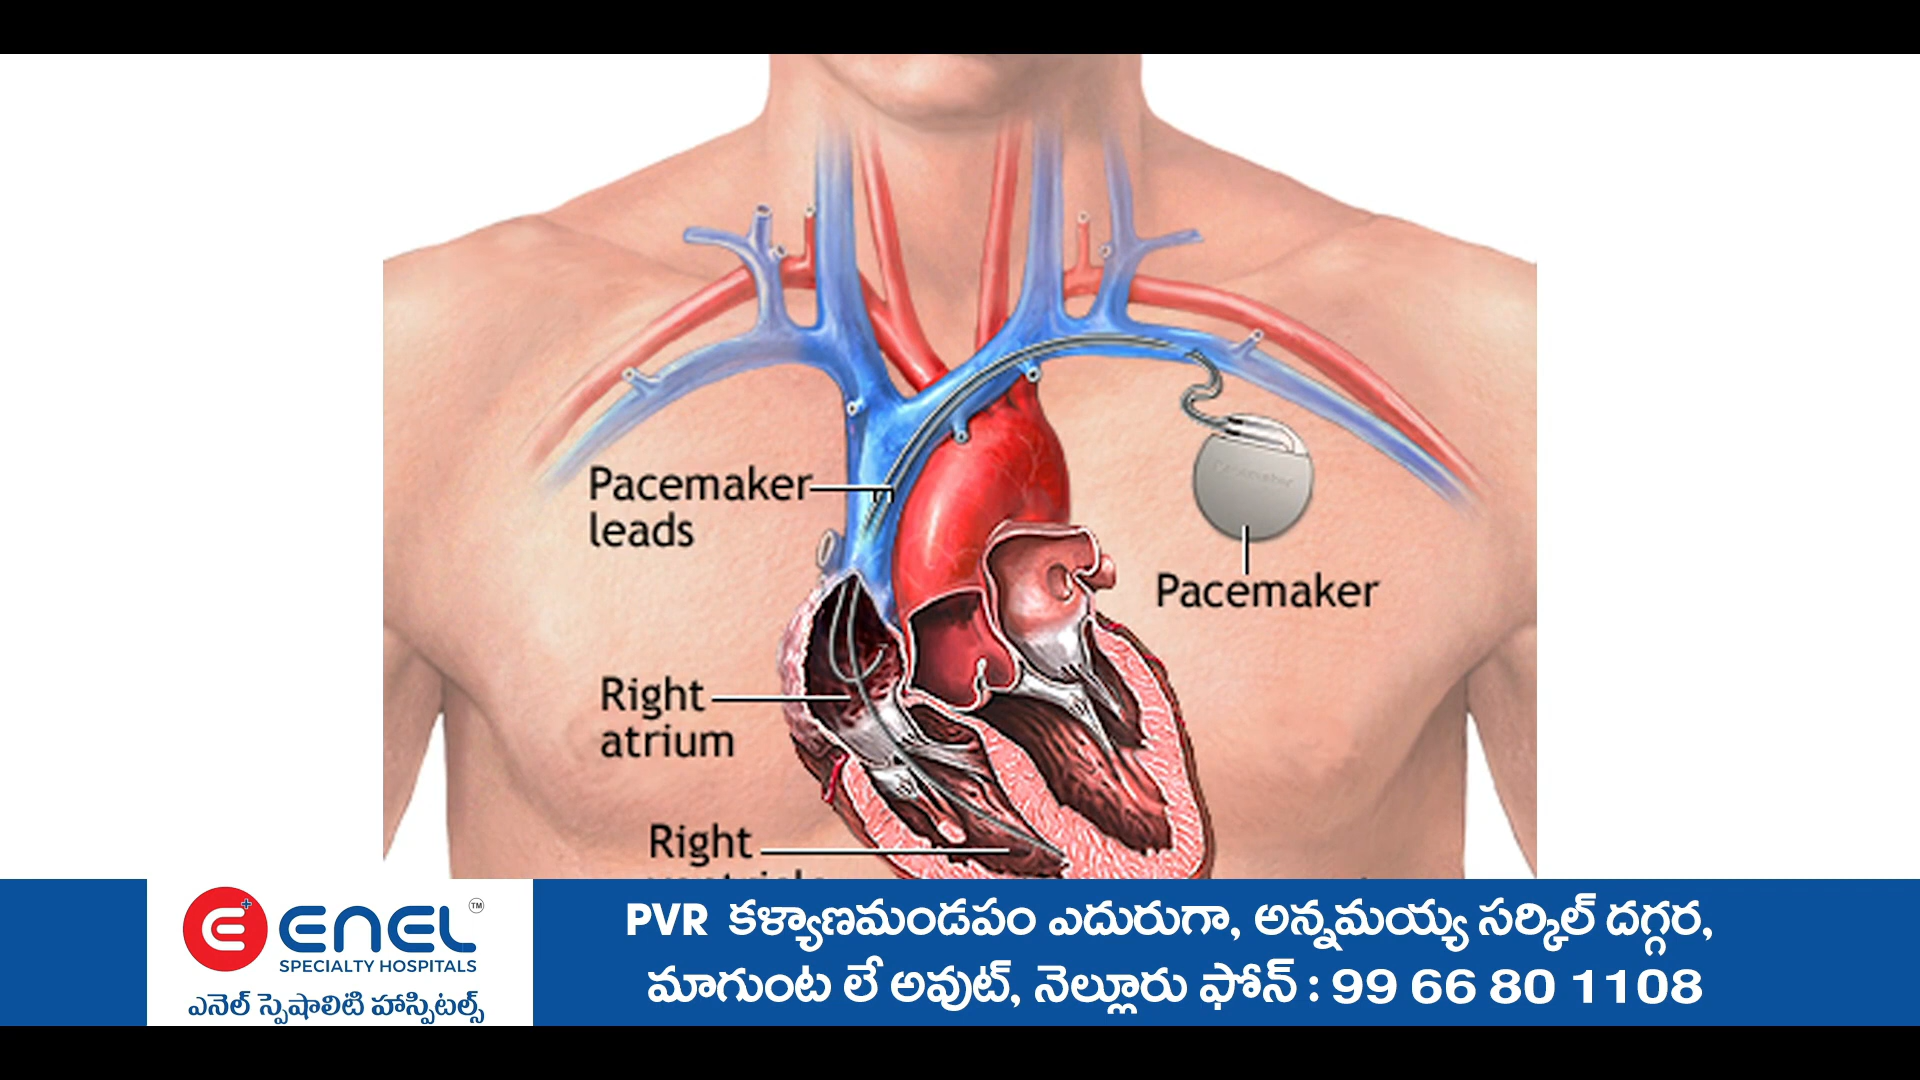 Pacemaker
leads
Pacemaker
Right
atrium
Right
ENEL TM
SPECIALTY HOSPITALS
ఎనెల్ స్పెషాలిటి హాస్పిటల్స్
PVR కళ్యాణమండపం ఎదురుగా, అన్నమయ్య సర్కిల్ దగ్గర,
మాగుంట లే అవుట్, నెల్లూరు ఫోన్ : 99 66 80 1108